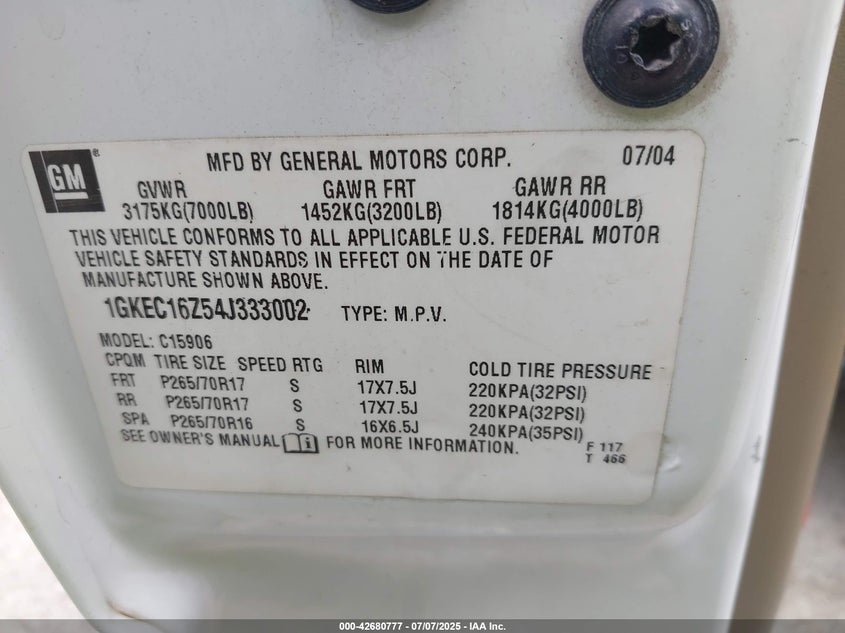 GM®
MFD BY GENERAL MOTORS CORP. 07/04
GVWR GAWR FRT GAWR RR
3175KG(7000LB) 1452KG(3200LB) 1814KG(4000LB)
THIS VEHICLE CONFORMS TO ALL APPLICABLE U.S. FEDERAL MOTOR
VEHICLE SAFETY STANDARDS IN EFFECT ON THE DATE OF
MANUFACTURE SHOWN ABOVE.
1GKEC16Z54J333002 TYPE: M.P.V.
MODEL: C15906
CPQM TIRE SIZE SPEED RTG RIM COLD TIRE PRESSURE
FRT P265/70R17 S 17X7.5J 220KPA(32PSI)
RR P265/70R17 S 17X7.5J 220KPA(32PSI)
SPA P265/70R16 S 16X6.5J 240KPA(35PSI)
SEE OWNER'S MANUAL FOR MORE INFORMATION.
F 117
T 466
000-42680777 - 07/07/2025 - IAA Inc.